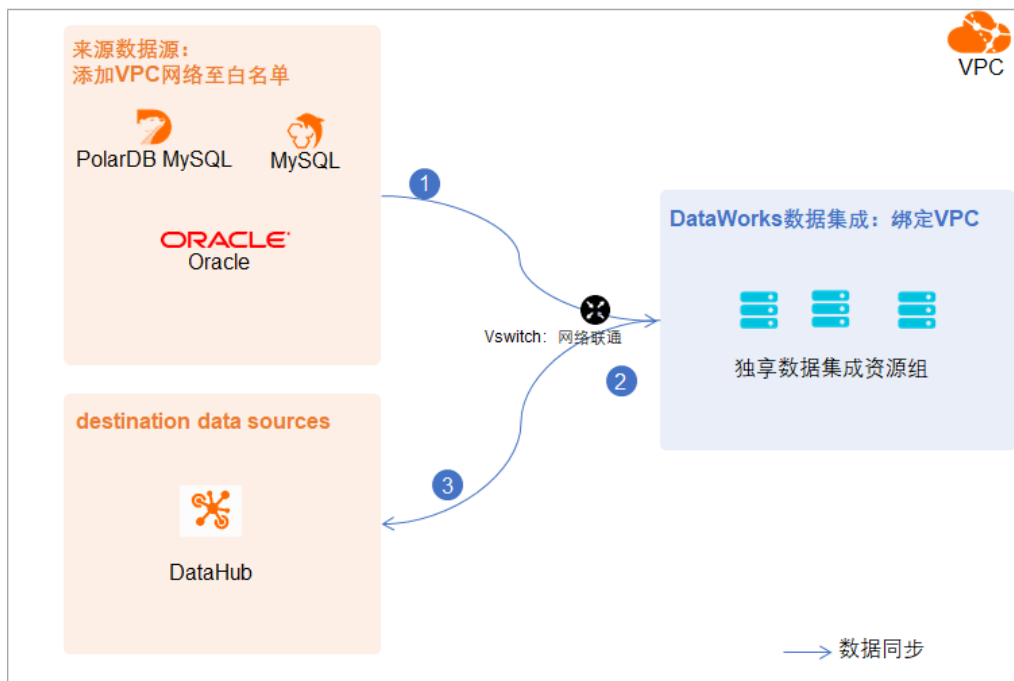 来源数据源：
添加VPC网络至白名单
VPC
PolarDB MySQL
MySQL
ORACLE
Oracle
1
DataWorks数据集成：绑定VPC
Vswitch：网络联通
独享数据集成资源组
2
destination data sources
3
DataHub
数据同步